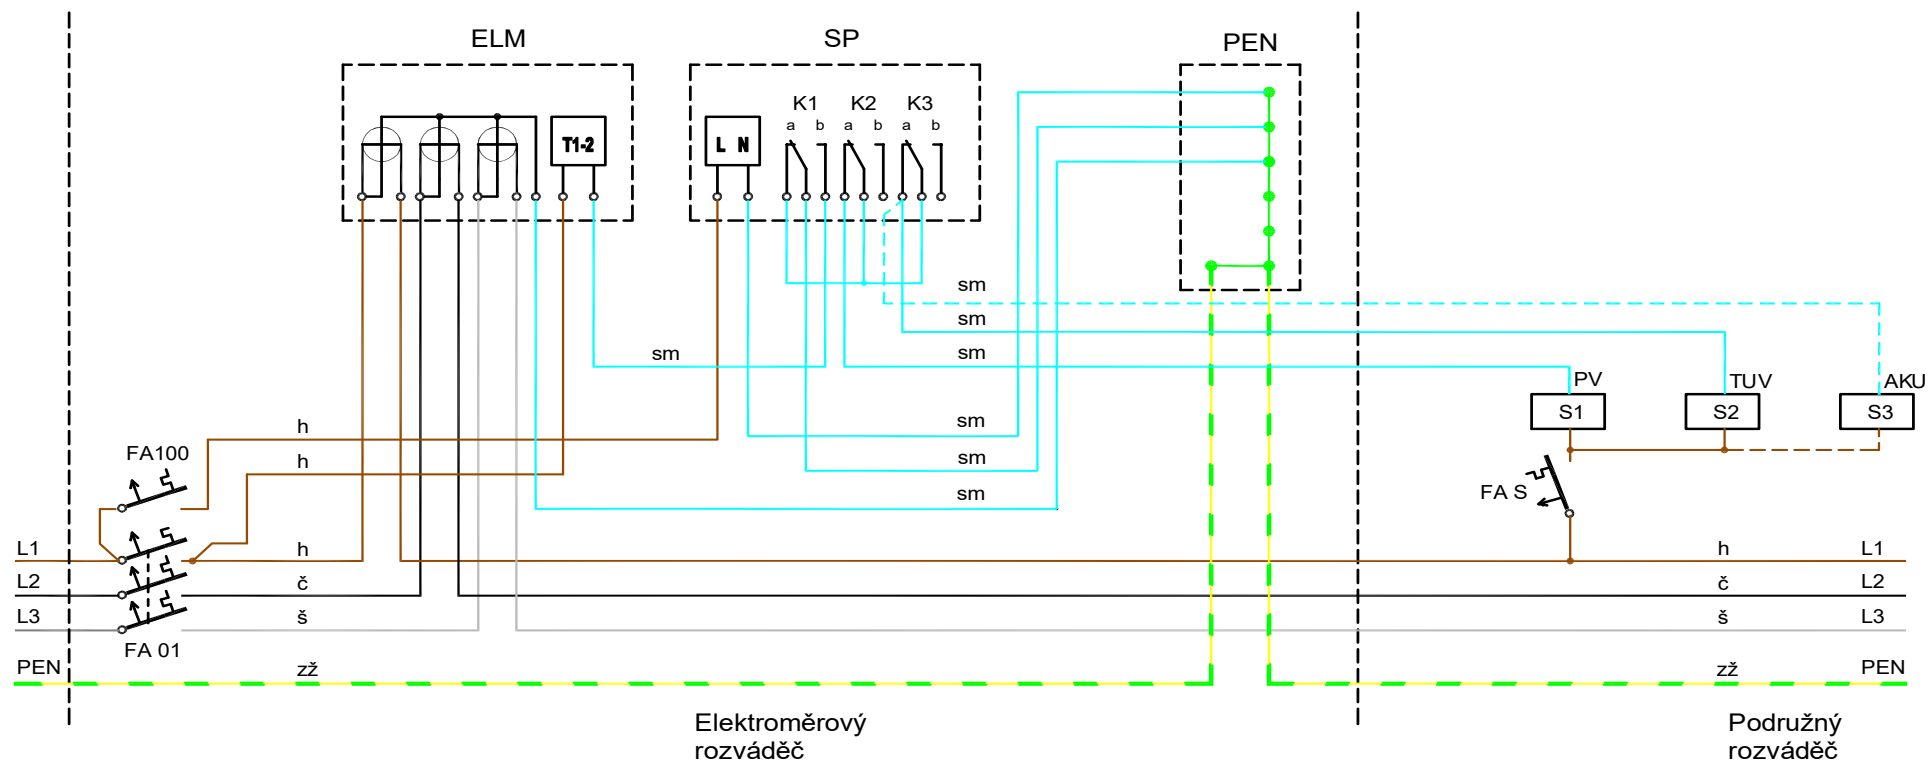 ELM
SP
PEN
K1 K2 K3
a b a b a b
T1-2
L N
sm
sm
sm
sm
PV
TUV
AKU
S1
S2
S3
h
sm
FA100
h
sm
FA S
sm
L1
h
h
L1
L2
č
č
L2
L3
š
š
L3
FA 01
PEN
zž
zž
PEN
Elektroměrový
rozváděč
Podružný
rozváděč